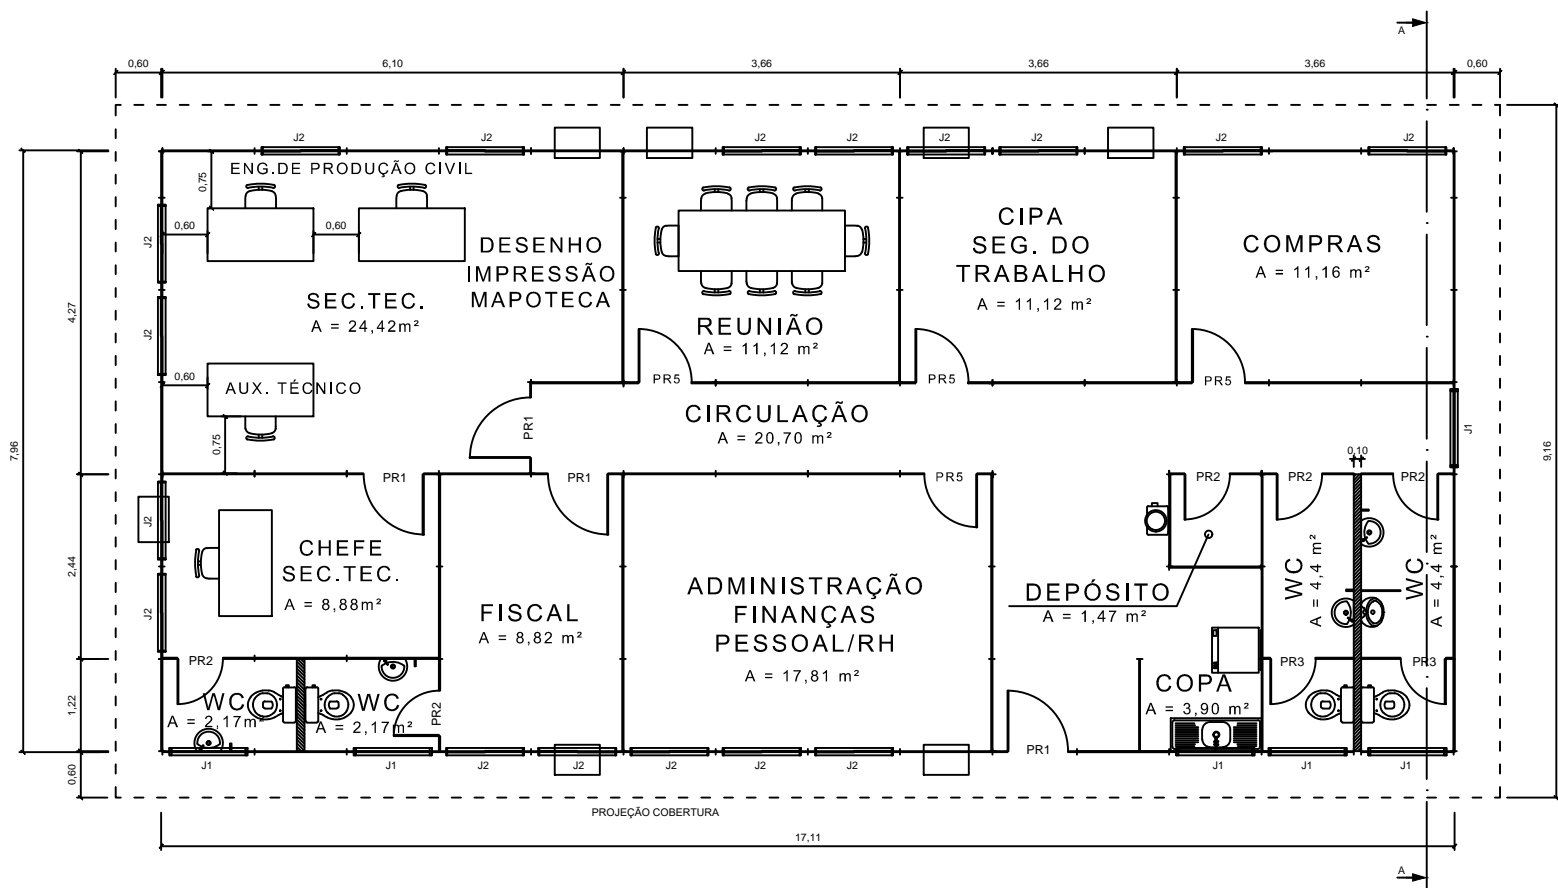 A
0,60
6,10
3,66
3,66
3,66
0,60
J2
J2
J2
J2
J2
J2
J2
J2
ENG.DE PRODUÇÃO CIVIL
0,75
0,60
0,60
J2
DESENHO
IMPRESSÃO
MAPOTECA
SEC.TEC.
A = 24,42m²
J2
4,27
REUNIÃO
A = 11,12 m²
CIPA
SEG. DO
TRABALHO
A = 11,12 m²
COMPRAS
A = 11,16 m²
0,60
AUX. TÉCNICO
0,75
PR5
PR5
PR5
PR1
CIRCULAÇÃO
A = 20,70 m²
J1
0,10
7,96
9,16
PR1
PR1
PR5
PR2
PR2
PR2
J2
2,44
CHEFE
SEC.TEC.
A = 8,88m²
J2
FISCAL
A = 8,82 m²
ADMINISTRAÇÃO
FINANÇAS
PESSOAL/RH
A = 17,81 m²
DEPÓSITO
A = 1,47 m²
WC
A = 4,4 m²
WC
A = 4,4 m²
PR2
PR3
PR3
1,22
WC
A = 2,17m²
WC
A = 2,17m²
PR2
COPA
A = 3,90 m²
PR1
J1
J1
J2
J2
J2
J2
J2
J1
J1
J1
0,60
PROJEÇÃO COBERTURA
17,11
A